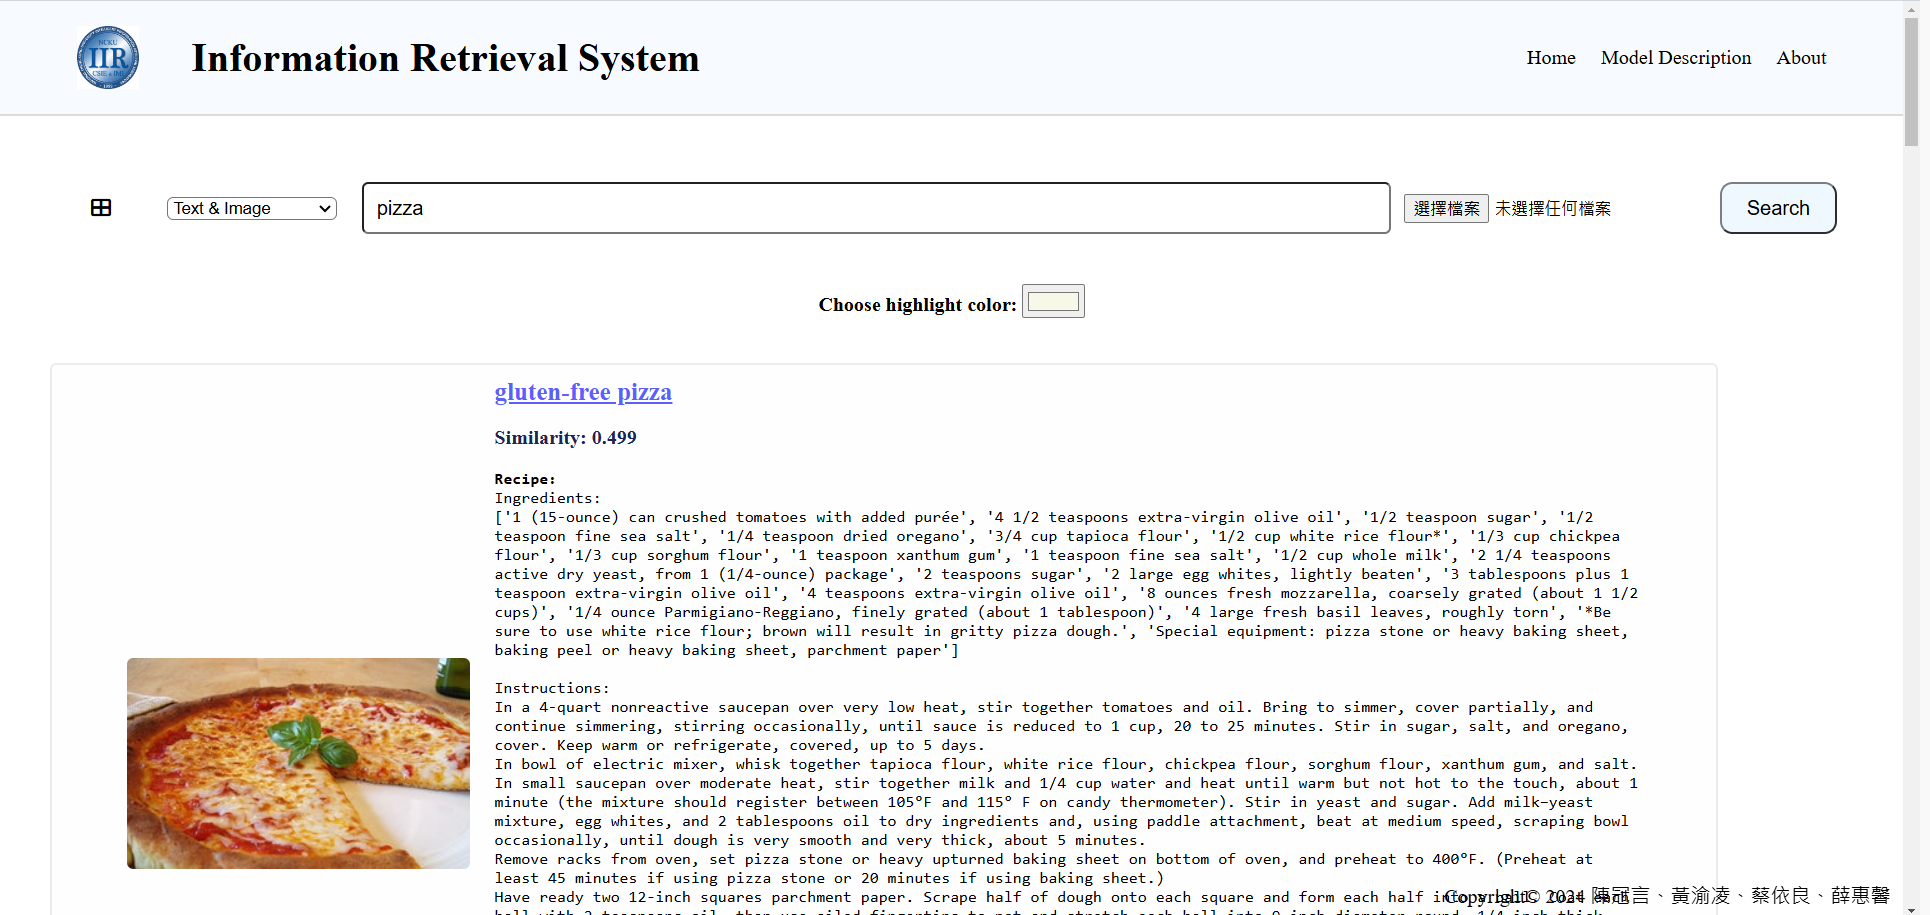 NCKU
IIR
CSIE & IMI
1995
Information Retrieval System
Home
Model Description
About
Text & Image
pizza
選擇檔案 未選擇任何檔案
Search
Choose highlight color:
gluten-free pizza
Similarity: 0.499
Recipe:
Ingredients:
['1 (15-ounce) can crushed tomatoes with added purée', '4 1/2 teaspoons extra-virgin olive oil', '1/2 teaspoon sugar', '1/2
teaspoon fine sea salt', '1/4 teaspoon dried oregano', '3/4 cup tapioca flour', '1/2 cup white rice flour*', '1/3 cup chickpea
flour', '1/3 cup sorghum flour', '1 teaspoon xanthum gum', '1 teaspoon fine sea salt', '1/2 cup whole milk', '2 1/4 teaspoons
active dry yeast, from 1 (1/4-ounce) package', '2 teaspoons sugar', '2 large egg whites, lightly beaten', '3 tablespoons plus 1
teaspoon extra-virgin olive oil', '4 teaspoons extra-virgin olive oil', '8 ounces fresh mozzarella, coarsely grated (about 1 1/2
cups)', '1/4 ounce Parmigiano-Reggiano, finely grated (about 1 tablespoon)', '4 large fresh basil leaves, roughly torn', '*Be
sure to use white rice flour; brown will result in gritty pizza dough.', 'Special equipment: pizza stone or heavy baking sheet,
baking peel or heavy baking sheet, parchment paper']
Instructions:
In a 4-quart nonreactive saucepan over very low heat, stir together tomatoes and oil. Bring to simmer, cover partially, and
continue simmering, stirring occasionally, until sauce is reduced to 1 cup, 20 to 25 minutes. Stir in sugar, salt, and oregano,
cover. Keep warm or refrigerate, covered, up to 5 days.
In bowl of electric mixer, whisk together tapioca flour, white rice flour, chickpea flour, sorghum flour, xanthum gum, and salt.
In small saucepan over moderate heat, stir together milk and 1/4 cup water and heat until warm but not hot to the touch, about 1
minute (the mixture should register between 105°F and 115° F on candy thermometer). Stir in yeast and sugar. Add milk–yeast
mixture, egg whites, and 2 tablespoons oil to dry ingredients and, using paddle attachment, beat at medium speed, scraping bowl
occasionally, until dough is very smooth and very thick, about 5 minutes.
Remove racks from oven, set pizza stone or heavy upturned baking sheet on bottom of oven, and preheat to 400°F. (Preheat at
least 45 minutes if using pizza stone or 20 minutes if using baking sheet.)
Have ready two 12-inch squares parchment paper. Scrape half of dough onto each square and form each half
Copyright© 2024 陳冠言、黃渝凌、蔡依良、薛惠馨